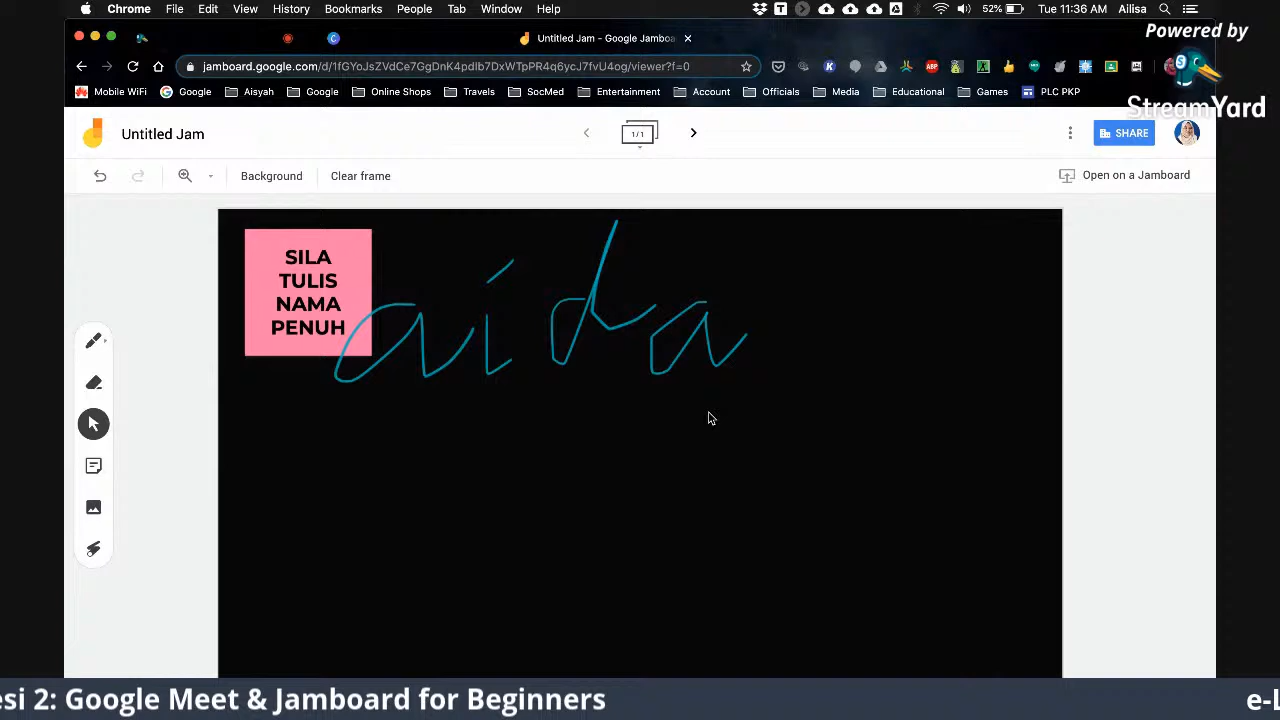 Chrome File Edit View History Bookmarks People Tab Window Help 52% Tue 11:36 AM Ailisa
Powered by
StreamYard
Untitled Jam - Google Jamboa
jamboard.google.com/d/1fGYoJsZVdCe7GgDnK4pdIb7DxWTpPR4q6ycJ7fvU4og/viewer?f=0
Mobile WiFi Google Aisyah Google Online Shops Travels SocMed Entertainment Account Officials Media Educational Games PLC PKP
Untitled Jam 1/1 SHARE
Background Clear frame Open on a Jamboard
SILA
TULIS
NAMA
PENUH
aida
esi 2: Google Meet & Jamboard for Beginners e-L